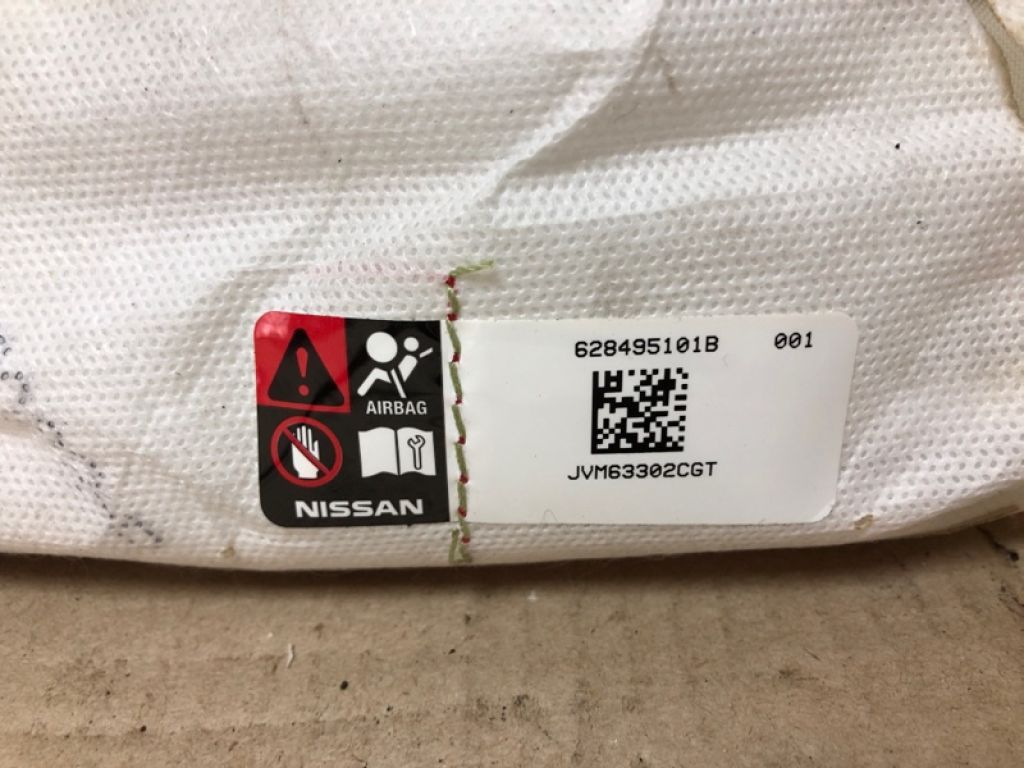 AIRBAG
NISSAN
628495101B 001
JVM63302CGT